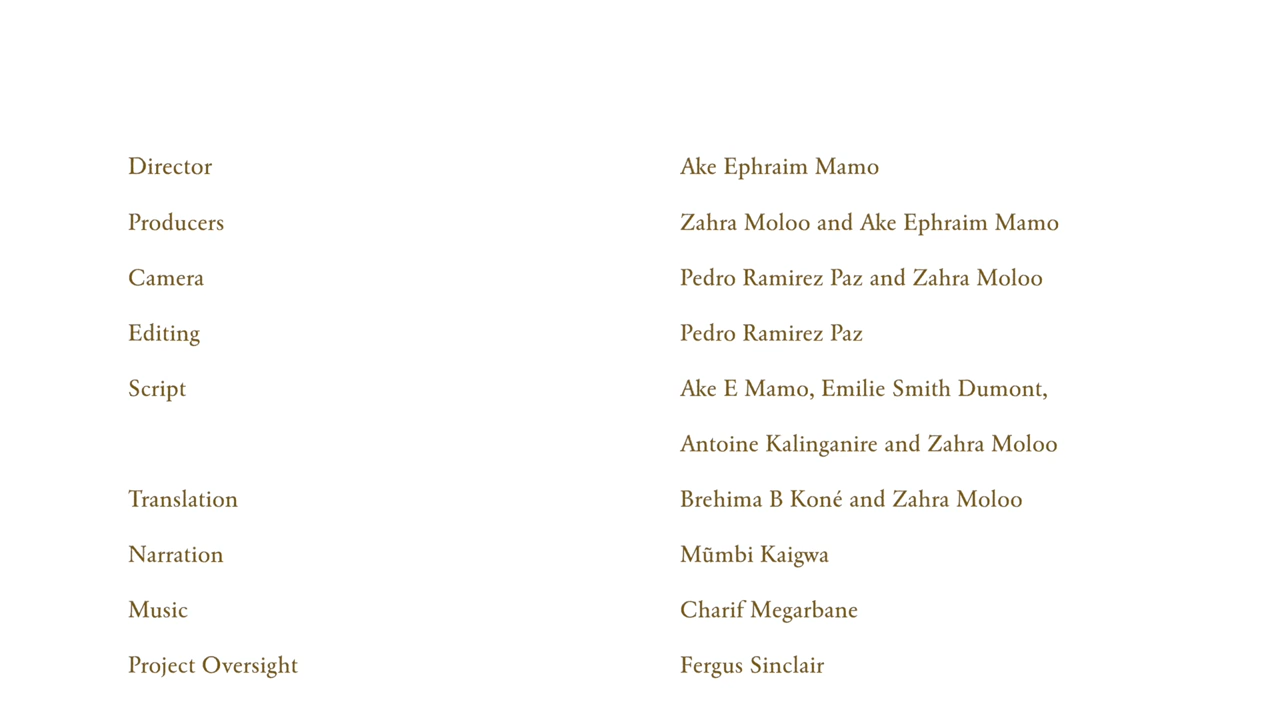 Director Ake Ephraim Mamo
Producers Zahra Moloo and Ake Ephraim Mamo
Camera Pedro Ramirez Paz and Zahra Moloo
Editing Pedro Ramirez Paz
Script Ake E Mamo, Emilie Smith Dumont,
Antoine Kalinganire and Zahra Moloo
Translation Brehima B Koné and Zahra Moloo
Narration Mũmbi Kaigwa
Music Charif Megarbane
Project Oversight Fergus Sinclair